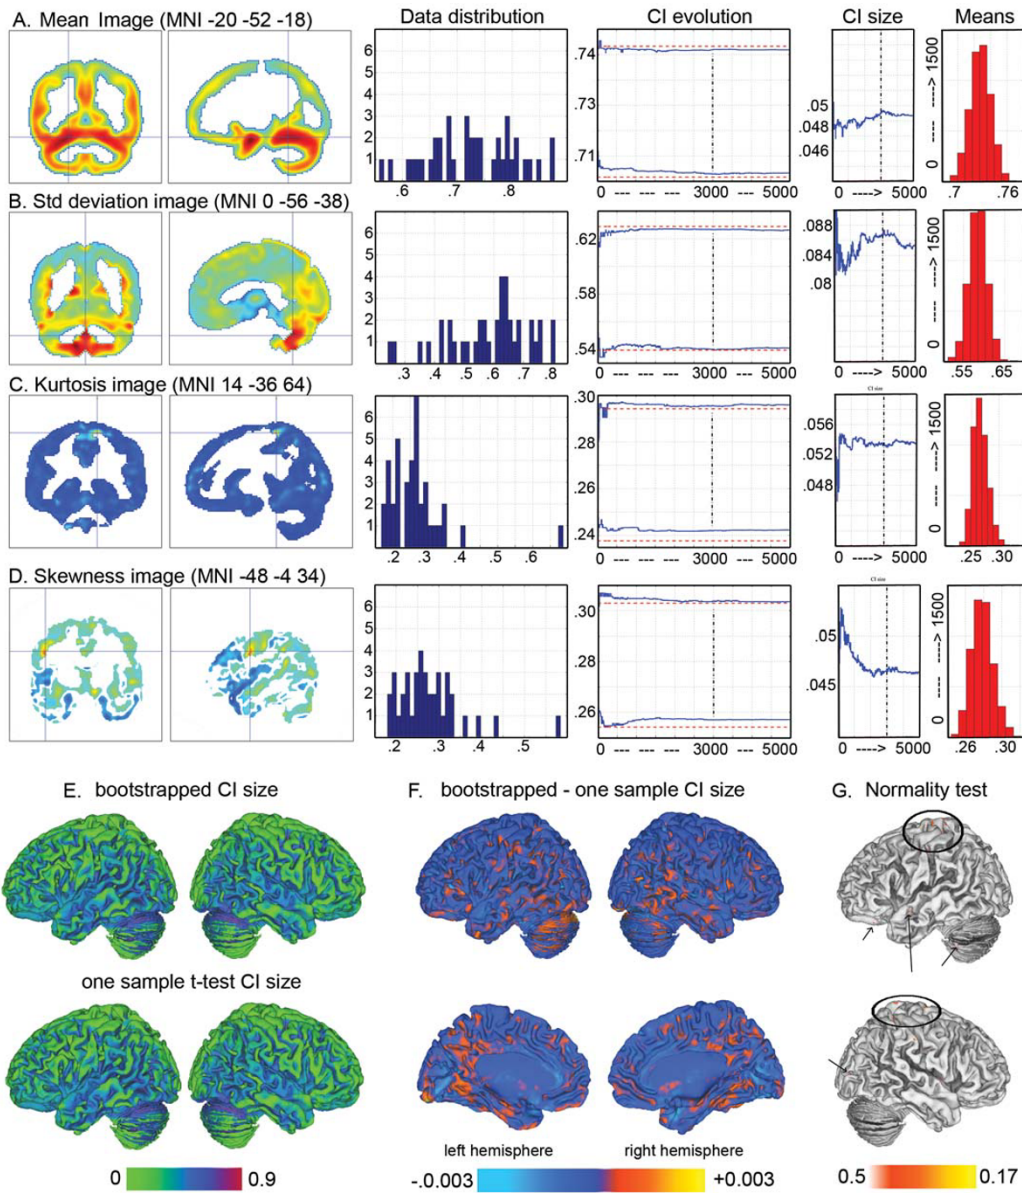 A. Mean Image (MNI -20 -52 -18) Data distribution CI evolution CI size Means
6
5
4
3
2
1
.6 .7 .8
.74
.73
.71
0 --- --- 3000 --- 5000
.05
.048
.046
0 ----> 5000
0 --- ----> 1500
.7 .76
B. Std deviation image (MNI 0 -56 -38)
6
5
4
3
2
1
.3 .4 .5 .6 .7 .8
.62
.58
.54
0 --- --- 3000 --- 5000
.088
.084
.08
0 ----> 5000
0 --- ----> 1500
.55 .65
C. Kurtosis image (MNI 14 -36 64)
7
6
5
4
3
2
1
.2 .3 .4 .5 .6
.30
.28
.26
.24
0 --- --- 3000 --- 5000
CI size
.056
.052
.048
0 ----> 5000
0 --- ----> 1500
.25 .30
D. Skewness image (MNI -48 -4 34)
6
5
4
3
2
1
.2 .3 .4 .5
.30
.28
.26
0 --- --- 3000 --- 5000
CI size
.05
.045
0 ----> 5000
0 --- ----> 1500
.26 .30
E. bootstrapped CI size
one sample t-test CI size
0 0.9
F. bootstrapped - one sample CI size
left hemisphere right hemisphere
-.0.003 +0.003
G. Normality test
0.5 0.17